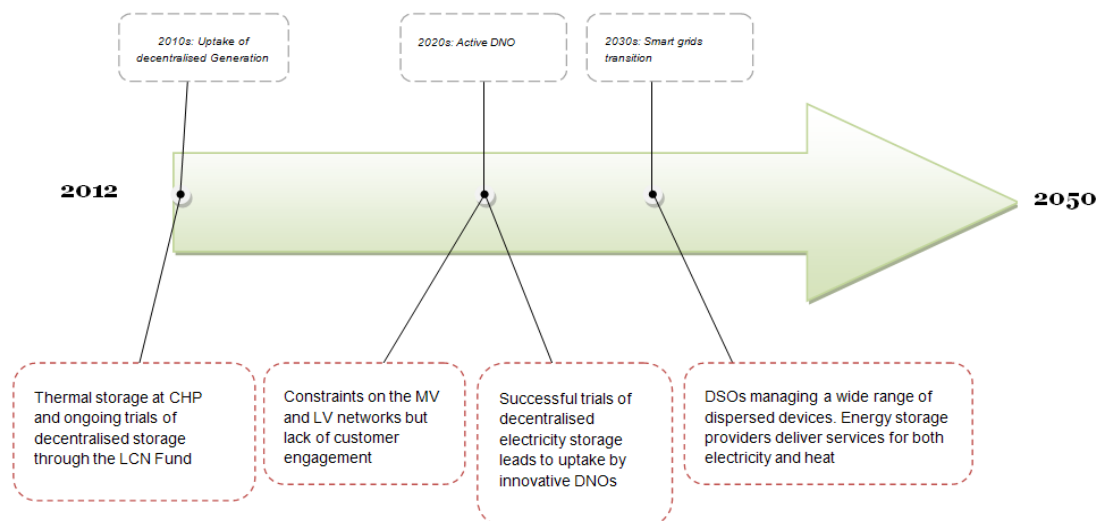 2010s: Uptake of
decentralised Generation
2020s: Active DNO
2030s: Smart grids
transition
2012
2050
Thermal storage at CHP
and ongoing trials of
decentralised storage
through the LCN Fund
Constraints on the MV
and LV networks but
lack of customer
engagement
Successful trials of
decentralised
electricity storage
leads to uptake by
innovative DNOs
DSOs managing a wide range of
dispersed devices. Energy storage
providers deliver services for both
electricity and heat